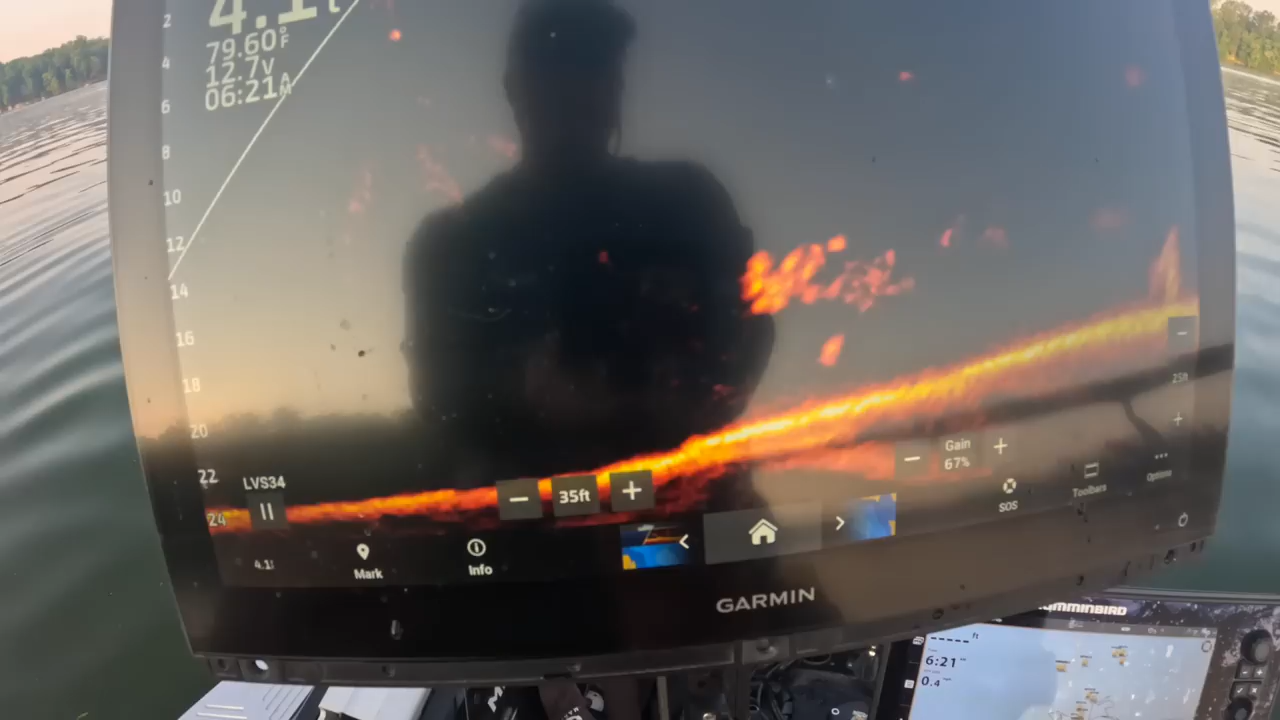 4.1
79.60°F
12.7V
06:21AM
2
4
6
8
10
12
14
16
18
20
22
24
LVS34
35ft
Gain
67%
25ft
SOS
Toolbars
Options
Mark
Info
GARMIN
HUMMINBIRD
ft
6:21
0.4